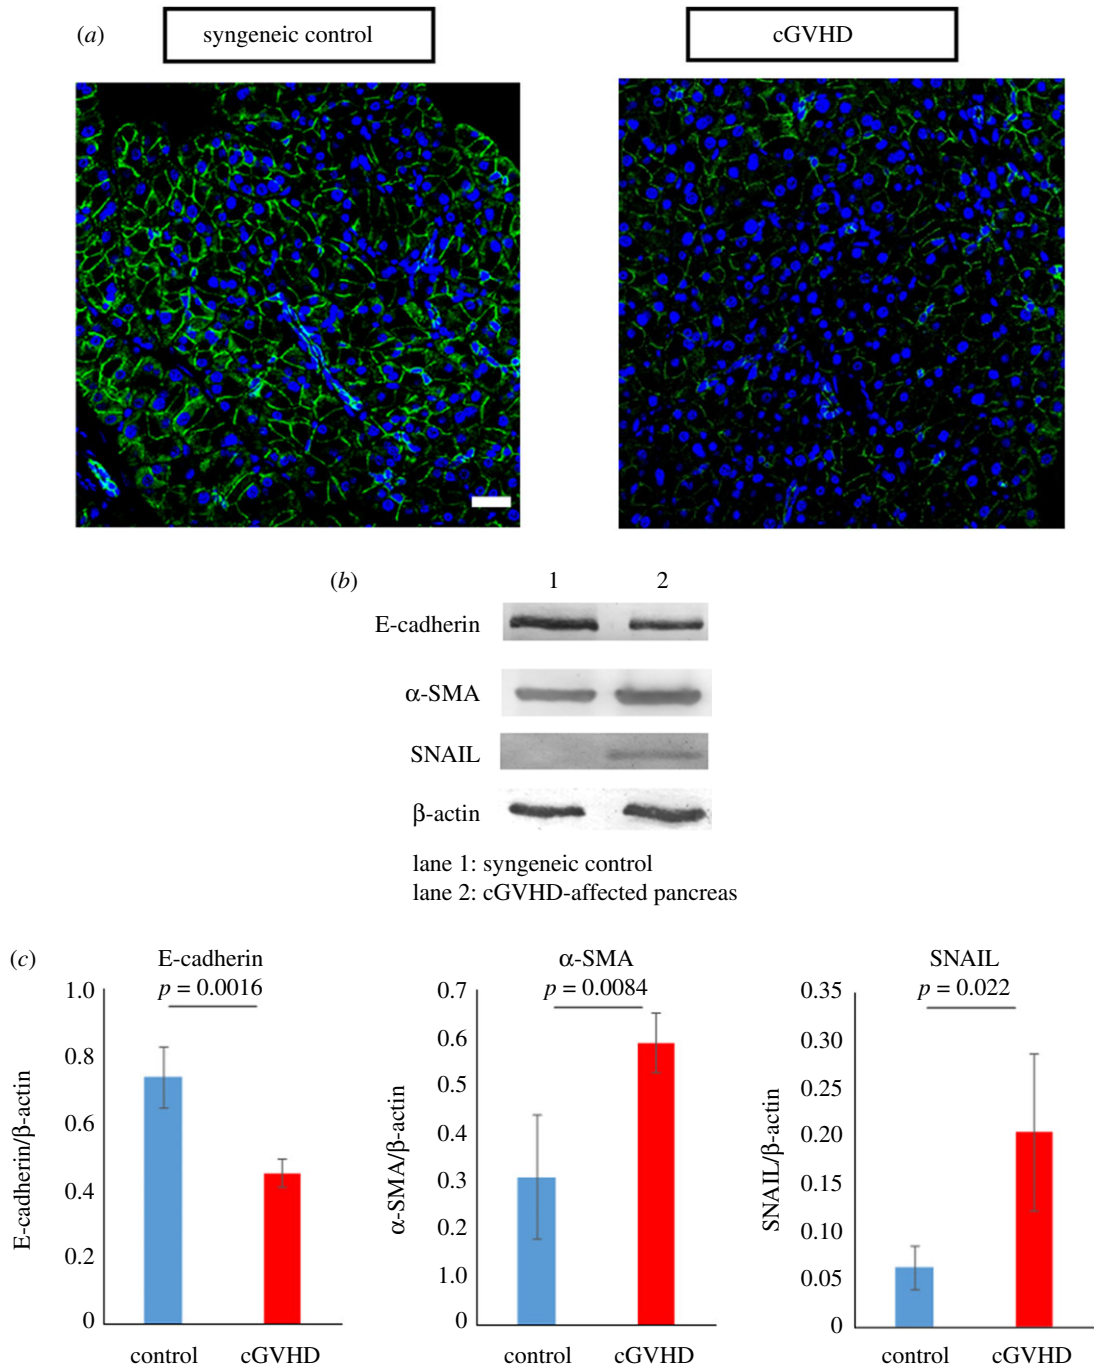 (a)
syngeneic control
cGVHD
(b)
1 2
E-cadherin
α-SMA
SNAIL
β-actin
lane 1: syngeneic control
lane 2: cGVHD-affected pancreas
(c)
E-cadherin
p = 0.0016
1.0
0.8
0.6
0.4
0.2
0
E-cadherin/β-actin
control cGVHD
α-SMA
p = 0.0084
0.7
0.6
0.5
0.4
0.3
0.2
1.0
0
α-SMA/β-actin
control cGVHD
SNAIL
p = 0.022
0.35
0.30
0.25
0.20
0.15
0.10
0.05
0
SNAIL/β-actin
control cGVHD